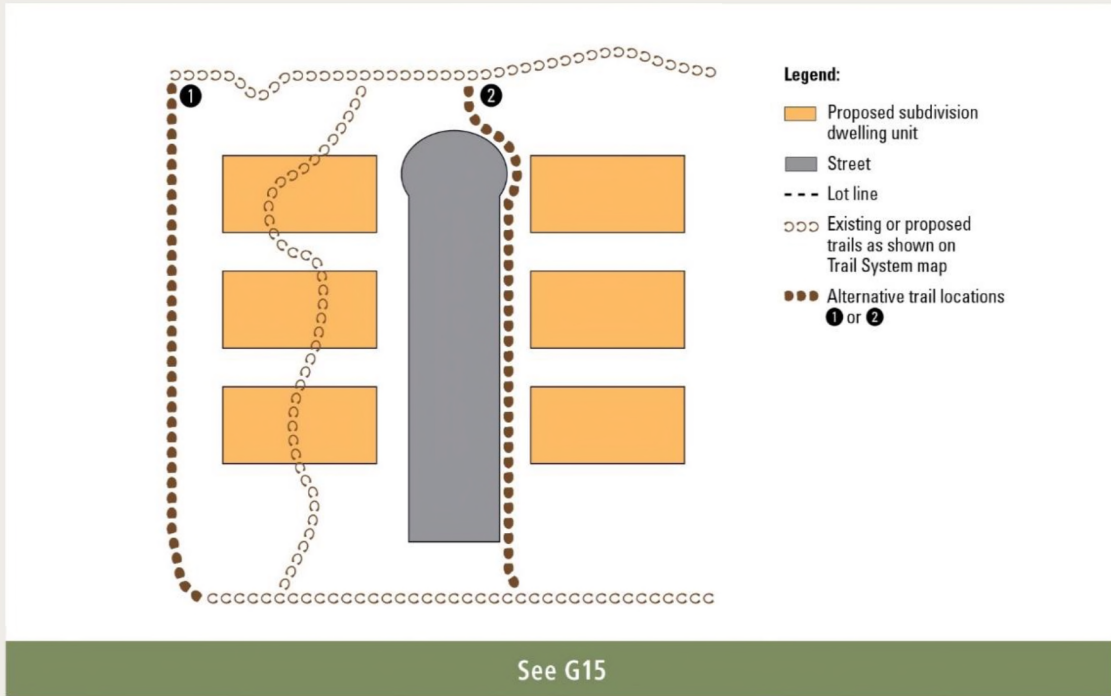 1
2
Legend:
Proposed subdivision
dwelling unit
Street
Lot line
Existing or proposed
trails as shown on
Trail System map
Alternative trail locations
1 or 2
See G15